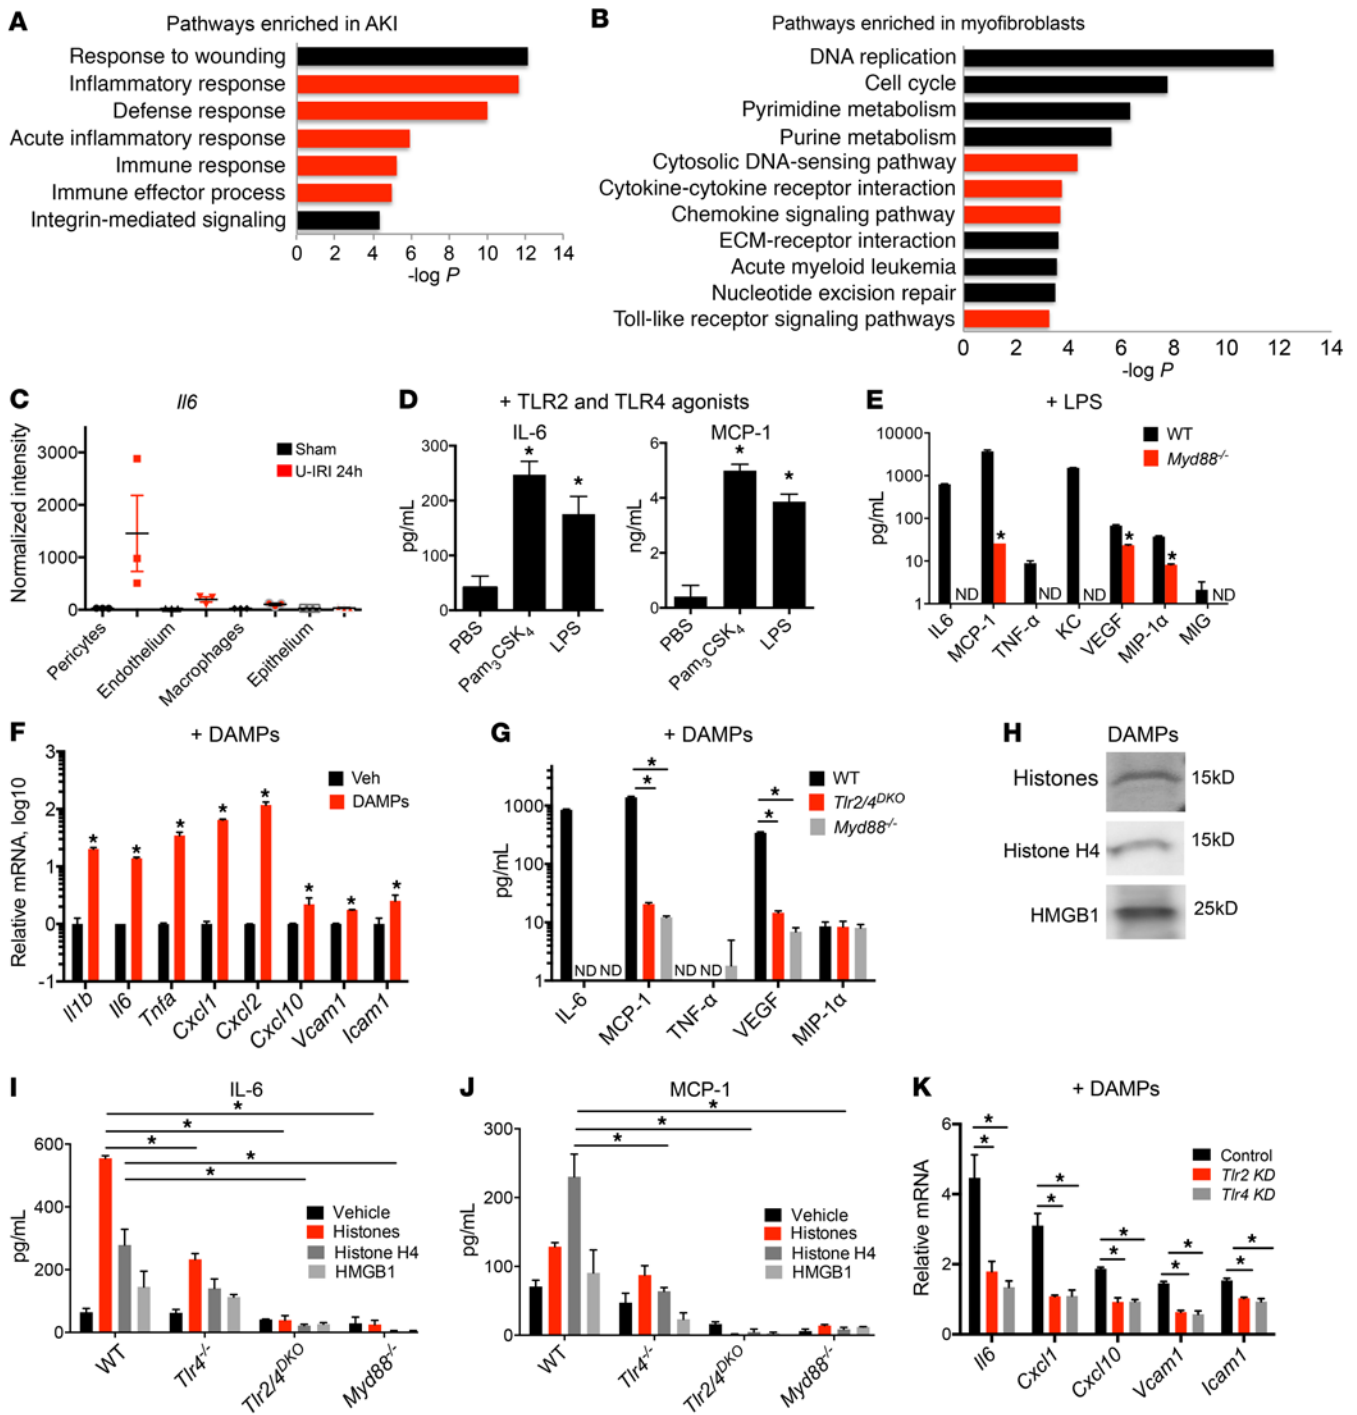 A
Pathways enriched in AKI
Response to wounding
Inflammatory response
Defense response
Acute inflammatory response
Immune response
Immune effector process
Integrin-mediated signaling
0 2 4 6 8 10 12 14
-log P
B
Pathways enriched in myofibroblasts
DNA replication
Cell cycle
Pyrimidine metabolism
Purine metabolism
Cytosolic DNA-sensing pathway
Cytokine-cytokine receptor interaction
Chemokine signaling pathway
ECM-receptor interaction
Acute myeloid leukemia
Nucleotide excision repair
Toll-like receptor signaling pathways
0 2 4 6 8 10 12 14
-log P
C
Il6
Normalized intensity
3000
2000
1000
0
Sham
U-IRI 24h
Pericytes
Endothelium
Macrophages
Epithelium
D
+ TLR2 and TLR4 agonists
IL-6
pg/mL
300
200
100
0
* *
PBS
Pam3CSK4
LPS
MCP-1
ng/mL
6
4
2
0
* *
PBS
Pam3CSK4
LPS
E
+ LPS
pg/mL
10000
1000
100
10
1
WT
Myd88-/-
ND * ND ND * * ND
IL6
MCP-1
TNF-α
KC
VEGF
MIP-1α
MIG
F
+ DAMPs
Relative mRNA, log10
3
2
1
0
-1
Veh
DAMPs
* * * * * * * *
Il1b
Il6
Tnfa
Cxcl1
Cxcl2
Cxcl10
Vcam1
Icam1
G
+ DAMPs
pg/mL
1000
100
10
1
WT
Tlr2/4DKO
Myd88-/-
* *
* *
ND ND ND ND
IL-6
MCP-1
TNF-α
VEGF
MIP-1α
H
DAMPs
Histones 15kD
Histone H4 15kD
HMGB1 25kD
I
IL-6
pg/mL
600
400
200
0
* * * * *
Vehicle
Histones
Histone H4
HMGB1
WT
Tlr4-/-
Tlr2/4DKO
Myd88-/-
J
MCP-1
pg/mL
300
200
100
0
* * *
Vehicle
Histones
Histone H4
HMGB1
WT
Tlr4-/-
Tlr2/4DKO
Myd88-/-
K
+ DAMPs
Relative mRNA
6
4
2
0
Control
Tlr2 KD
Tlr4 KD
* * * * *
* * * * *
Il6
Cxcl1
Cxcl10
Vcam1
Icam1